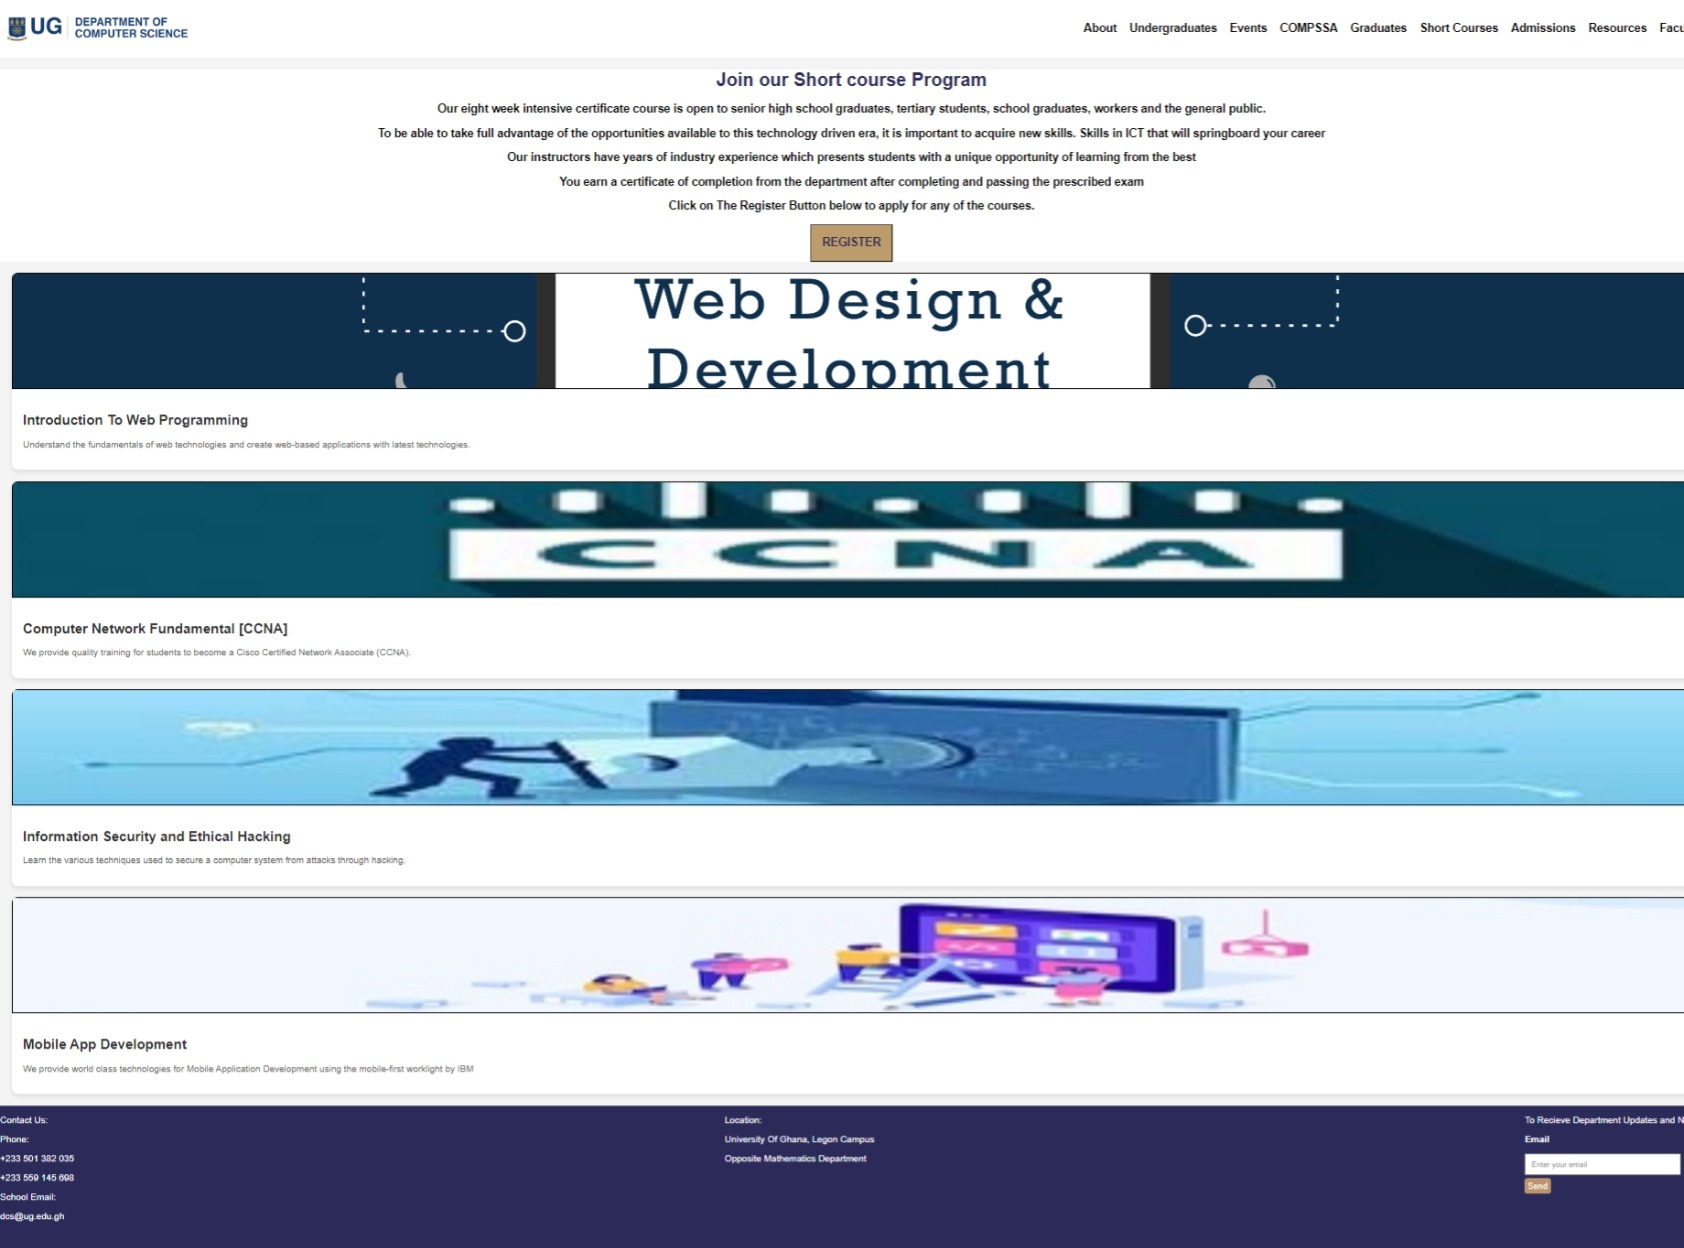 UG DEPARTMENT OF
COMPUTER SCIENCE
About Undergraduates Events COMPSSA Graduates Short Courses Admissions Resources Facu
Join our Short course Program
Our eight week intensive certificate course is open to senior high school graduates, tertiary students, school graduates, workers and the general public.
To be able to take full advantage of the opportunities available to this technology driven era, it is important to acquire new skills. Skills in ICT that will springboard your career
Our instructors have years of industry experience which presents students with a unique opportunity of learning from the best
You earn a certificate of completion from the department after completing and passing the prescribed exam
Click on The Register Button below to apply for any of the courses.
REGISTER
Web Design &
Development
Introduction To Web Programming
Understand the fundamentals of web technologies and create web-based applications with latest technologies.
CCNA
Computer Network Fundamental [CCNA]
We provide quality training for students to become a Cisco Certified Network Associate (CCNA).
Information Security and Ethical Hacking
Learn the various techniques used to secure a computer system from attacks through hacking.
Mobile App Development
We provide world class technologies for Mobile Application Development using the mobile-first worklight by IBM
Contact Us:
Phone:
+233 501 382 035
+233 559 145 698
School Email:
dcs@ug.edu.gh
Location:
University Of Ghana, Legon Campus
Opposite Mathematics Department
To Recieve Department Updates and N
Email
Enter your email
Send